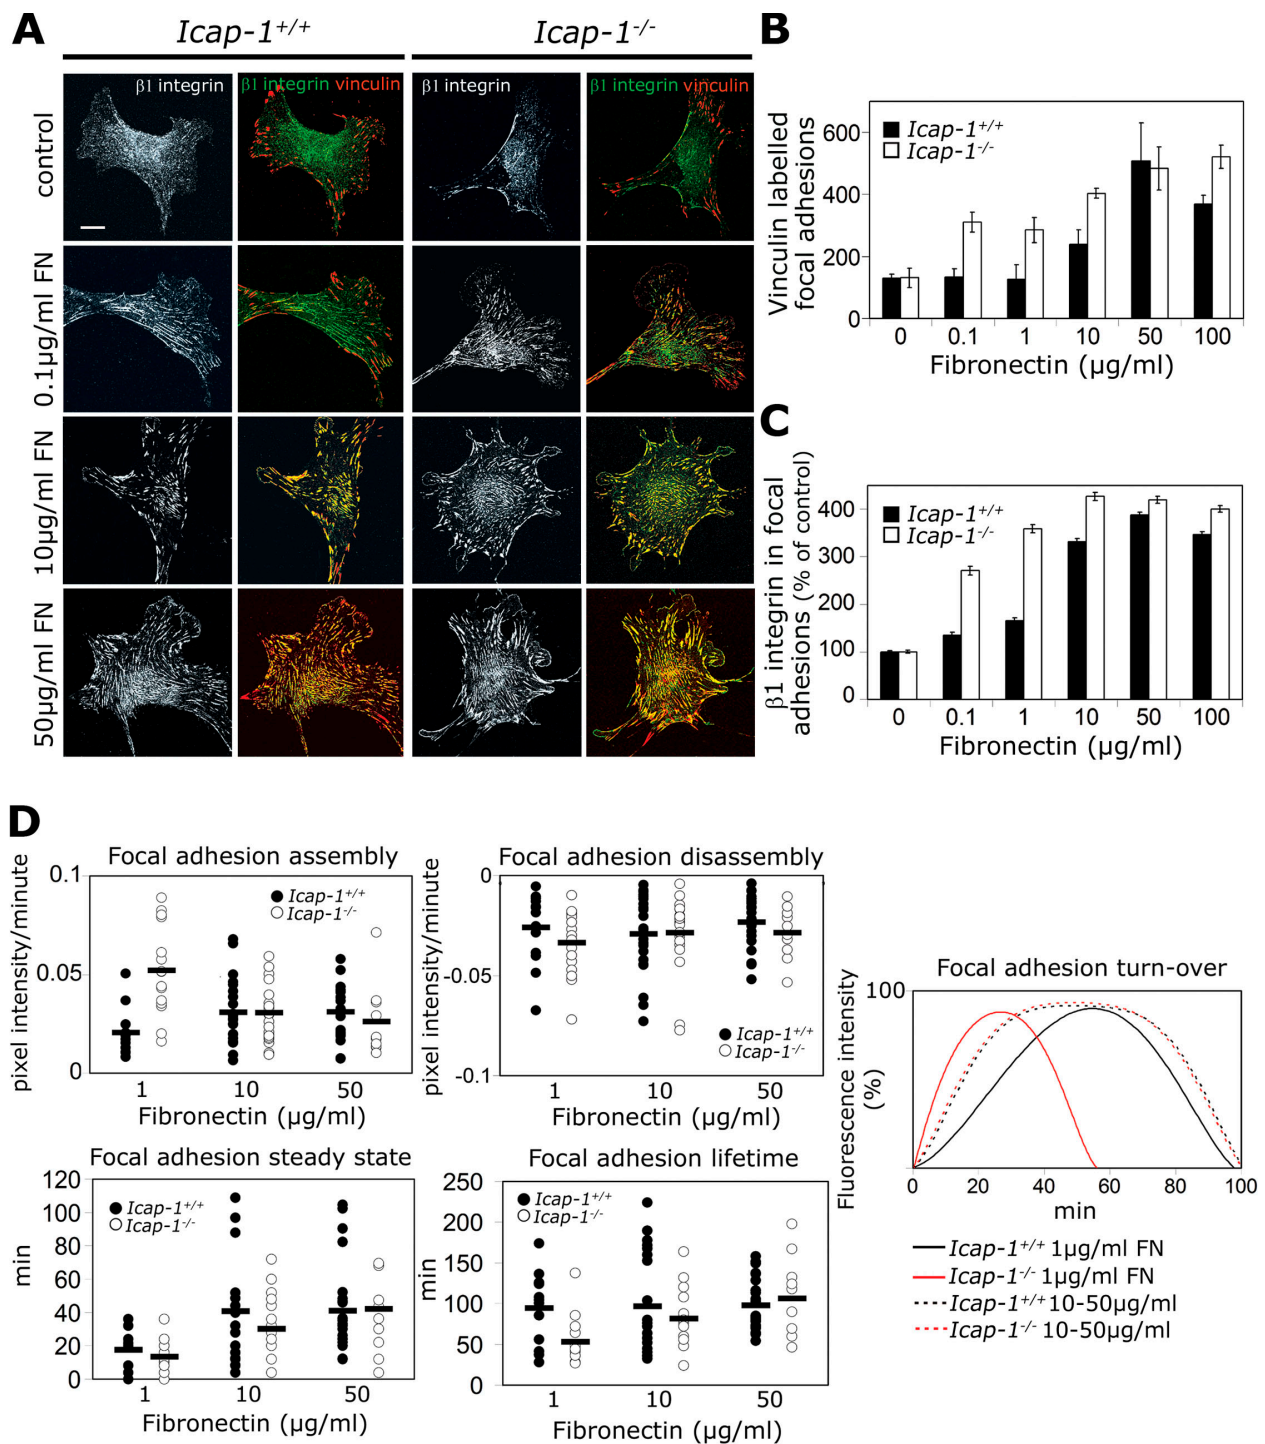 A
Icap-1+/+
Icap-1-/-
β1 integrin
β1 integrin vinculin
β1 integrin
β1 integrin vinculin
control
0.1µg/ml FN
10µg/ml FN
50µg/ml FN
B
Vinculin labelled
focal adhesions
600
400
200
0
Icap-1+/+
Icap-1-/-
0 0.1 1 10 50 100
Fibronectin (µg/ml)
C
β1 integrin in focal
adhesions (% of control)
400
300
200
100
0
Icap-1+/+
Icap-1-/-
0 0.1 1 10 50 100
Fibronectin (µg/ml)
D
Focal adhesion assembly
pixel intensity/minute
0.1
0.05
0
Icap-1+/+
Icap-1-/-
1 10 50
Fibronectin (µg/ml)
Focal adhesion disassembly
pixel intensity/minute
0
-0.05
-0.1
Icap-1+/+
Icap-1-/-
1 10 50
Fibronectin (µg/ml)
Focal adhesion steady state
min
120
100
80
60
40
20
0
Icap-1+/+
Icap-1-/-
1 10 50
Fibronectin (µg/ml)
Focal adhesion lifetime
min
250
200
150
100
50
0
Icap-1+/+
Icap-1-/-
1 10 50
Fibronectin (µg/ml)
Focal adhesion turn-over
Fluorescence intensity
(%)
100
0 20 40 60 80 100
min
Icap-1+/+ 1µg/ml FN
Icap-1-/- 1µg/ml FN
Icap-1+/+ 10-50µg/ml
Icap-1-/- 10-50µg/ml